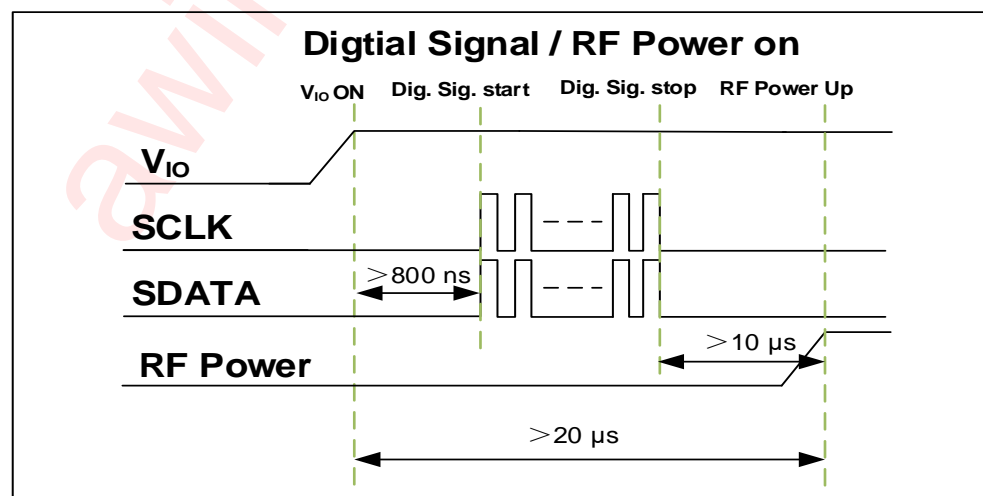 Digtial Signal / RF Power on
VIO ON
Dig. Sig. start
Dig. Sig. stop
RF Power Up
VIO
SCLK
SDATA
>800 ns
RF Power
>10 µs
>20 µs